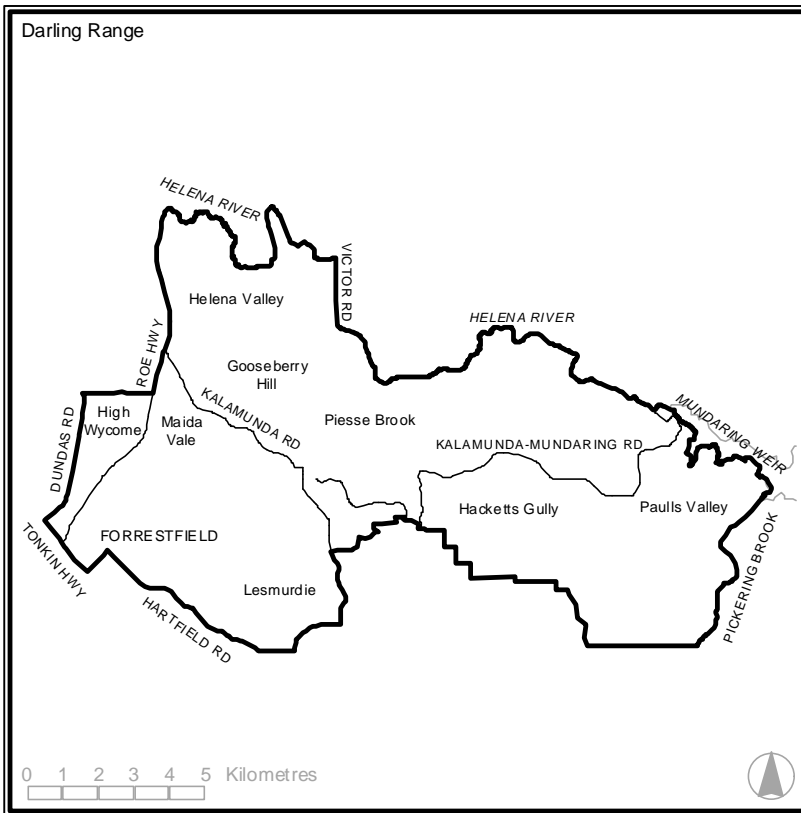 Darling Range
HELENA RIVER
VICTOR RD
Helena Valley
HELENA RIVER
ROE HWY
Gooseberry
Hill
KALAMUNDA RD
High
Wycome
Maida
Vale
Piesse Brook
MUNDARING WEIR
DUNDAS RD
KALAMUNDA-MUNDARING RD
Hacketts Gully
Paulls Valley
TONKIN HWY
FORRESTFIELD
PICKERING BROOK
Lesmurdie
HARTFIELD RD
0 1 2 3 4 5 Kilometres